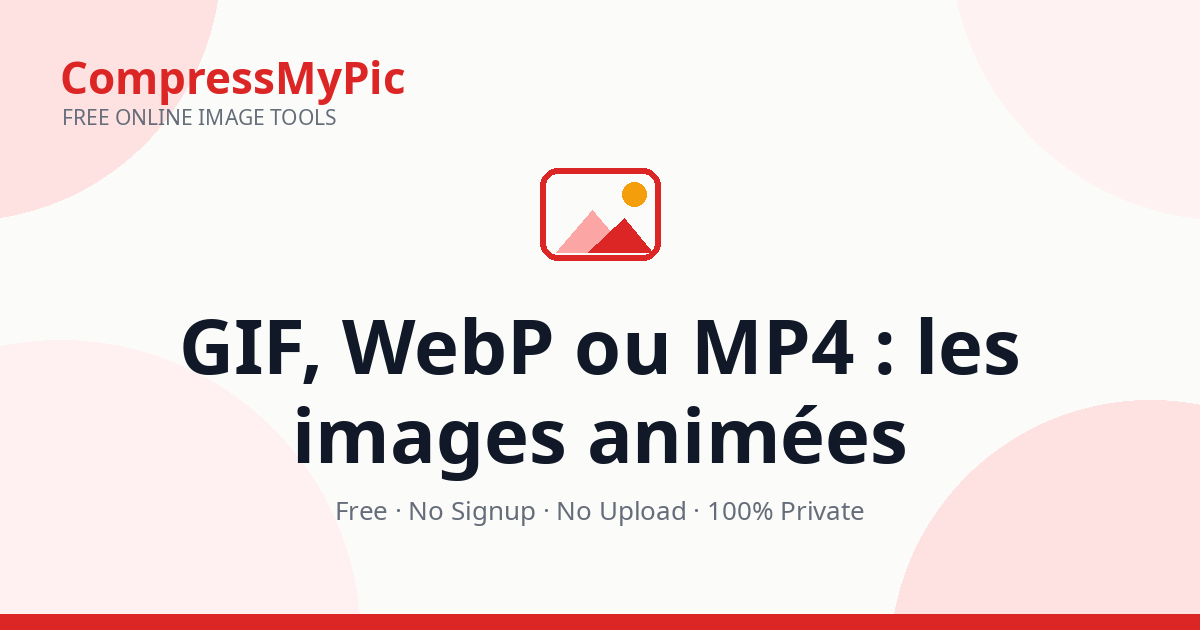 CompressMyPic
FREE ONLINE IMAGE TOOLS
GIF, WebP ou MP4 : les
images animées
Free · No Signup · No Upload · 100% Private